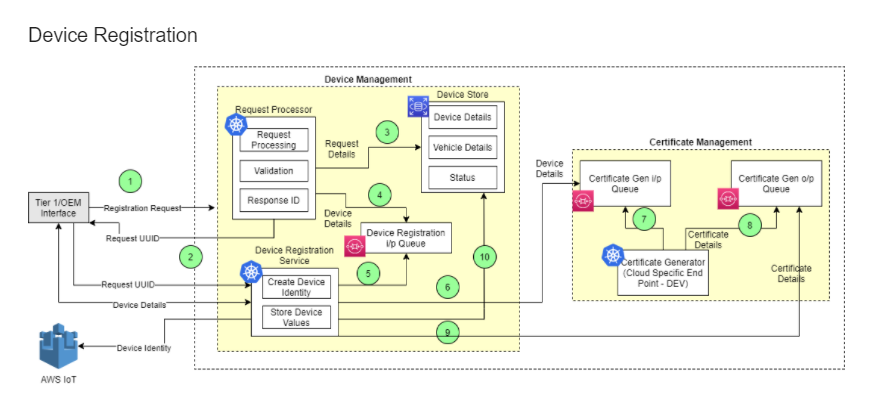 Device Registration
Device Management
Device Store
Request Processor
Device Details
Request
Processing
Request
Details
3
Vehicle Details
Certificate Management
Validation
Status
1
Device
Details
Certificate Gen i/p
Queue
Certificate Gen o/p
Queue
4
Tier 1/OEM
Interface
Registration Request
Response ID
Device
Details
7
8
Request UUID
Device Registration
i/p Queue
Certificate
Details
2
Device Registration
Service
10
Certificate Generator
(Cloud Specific End
Point - DEV)
Certificate
Details
5
Request UUID
Create Device
Identity
6
Device Details
Store Device
Values
9
Device Identity
AWS IoT